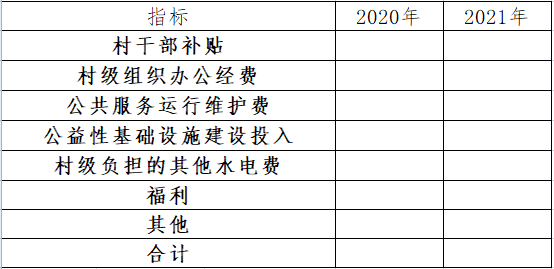 指标 2020年 2021年
村干部补贴
村级组织办公经费
公共服务运行维护费
公益性基础设施建设投入
村级负担的其他水电费
福利
其他
合计